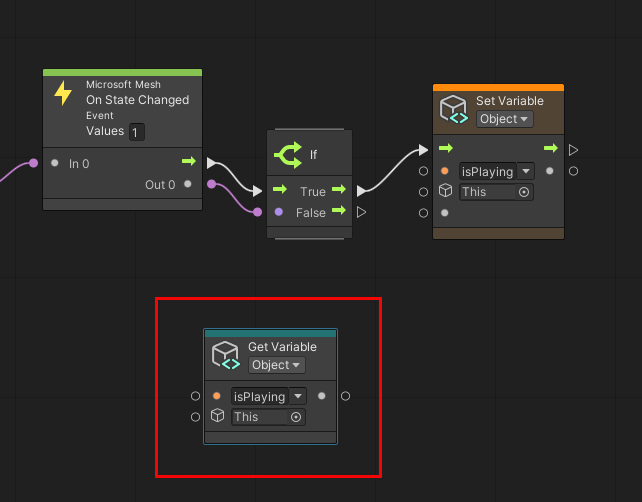 Microsoft Mesh
On State Changed
Event
Values 1
In 0
Out 0
If
True
False
Set Variable
Object
isPlaying
This
Get Variable
Object
isPlaying
This